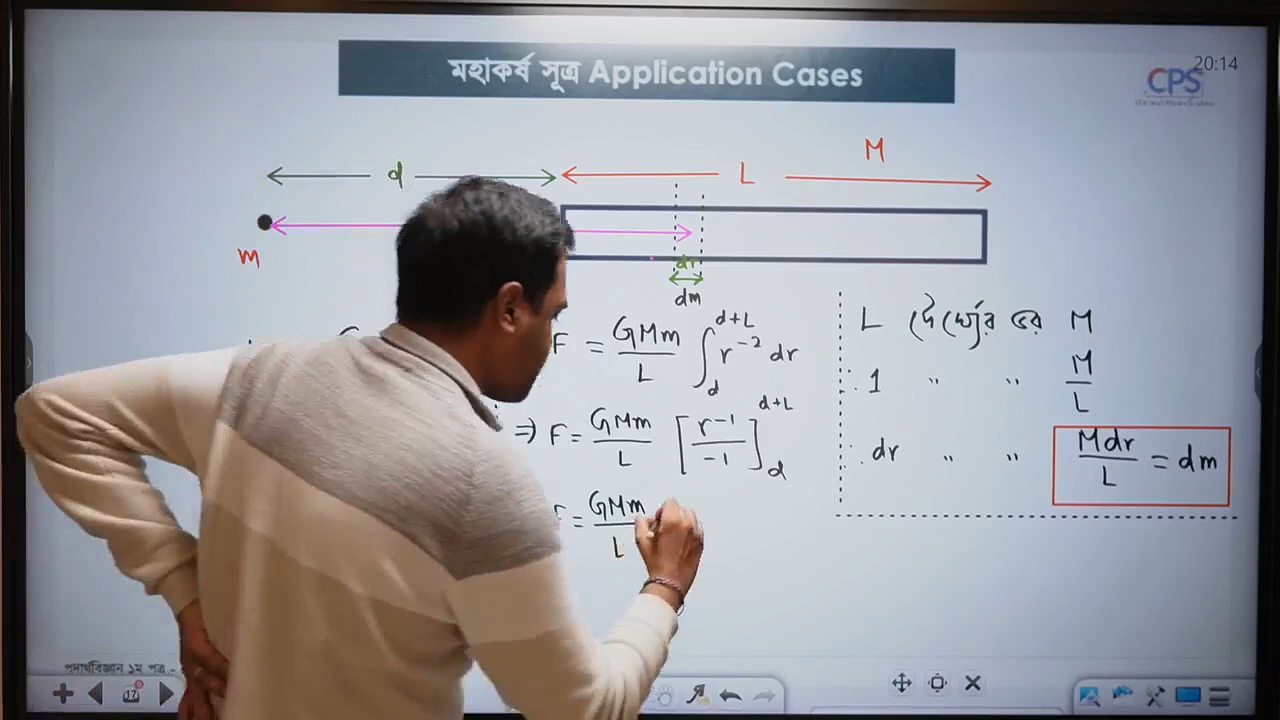 মহাকর্ষ সূত্র Application Cases
20:14
CPS
d
L
M
m
dr
dm
F = GMm/L ∫_d^{d+L} r^{-2} dr
⇒ F = GMm/L [r^{-1}/-1]_d^{d+L}
F = GMm/L
L দৈর্ঘ্যের ভর M
∴ 1 " " M/L
∴ dr " " Mdr/L = dm
পদার্থবিজ্ঞান ১ম পত্র -
17